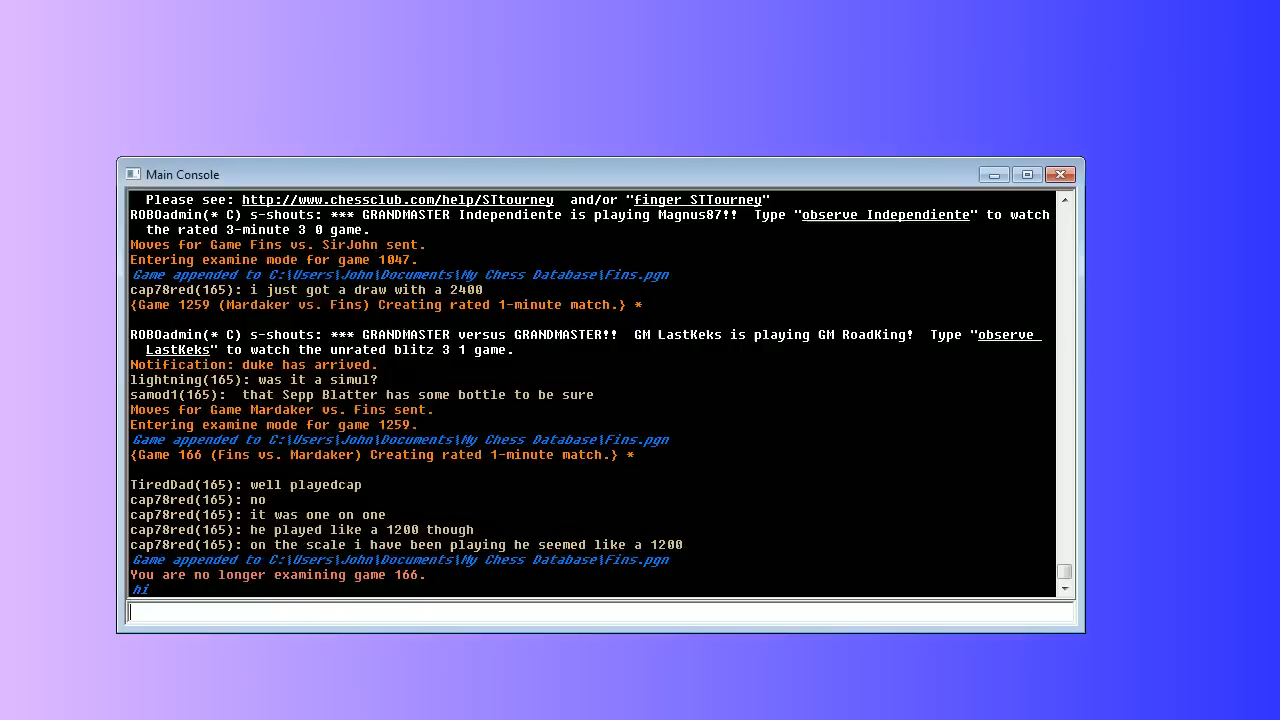 Main Console
Please see: http://www.chessclub.com/help/STtourney  and/or "finger STTourney"
ROBOadmin(* C) s-shouts: *** GRANDMASTER Independiente is playing Magnus87!!  Type "observe Independiente" to watch
the rated 3-minute 3 0 game.
Moves for Game Fins vs. SirJohn sent.
Entering examine mode for game 1047.
Game appended to C:\Users\John\Documents\My Chess Database\Fins.pgn
cap78red(165): i just got a draw with a 2400
{Game 1259 (Mardaker vs. Fins) Creating rated 1-minute match.} *
ROBOadmin(* C) s-shouts: *** GRANDMASTER versus GRANDMASTER!!  GM LastKeks is playing GM RoadKing!  Type "observe
LastKeks" to watch the unrated blitz 3 1 game.
Notification: duke has arrived.
lightning(165): was it a simul?
samod1(165):  that Sepp Blatter has some bottle to be sure
Moves for Game Mardaker vs. Fins sent.
Entering examine mode for game 1259.
Game appended to C:\Users\John\Documents\My Chess Database\Fins.pgn
{Game 166 (Fins vs. Mardaker) Creating rated 1-minute match.} *
TiredDad(165): well playedcap
cap78red(165): no
cap78red(165): it was one on one
cap78red(165): he played like a 1200 though
cap78red(165): on the scale i have been playing he seemed like a 1200
Game appended to C:\Users\John\Documents\My Chess Database\Fins.pgn
You are no longer examining game 166.
hi